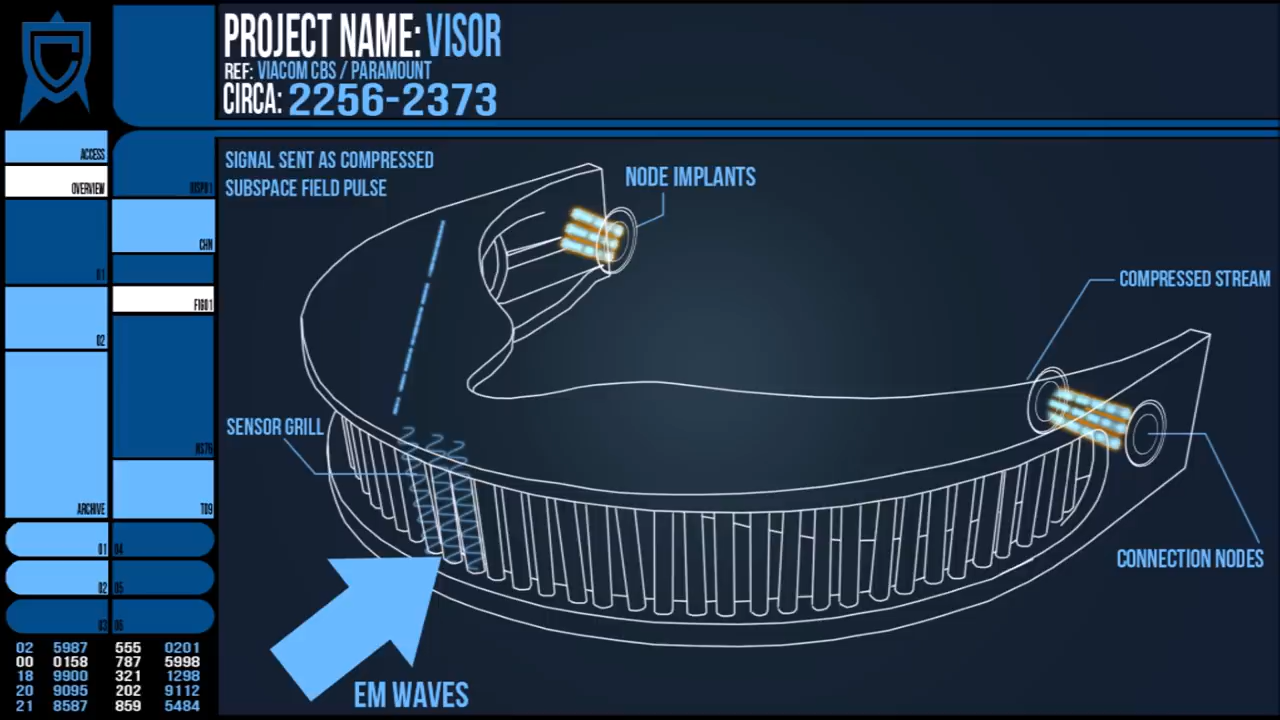 PROJECT NAME: VISOR
REF: VIACOM CBS / PARAMOUNT
CIRCA: 2256-2373
ACCESS
OVERVIEW
01
02
ARCHIVE
01
02
03
CHN
FIG01
TD9
04
05
06
02 5987 555 0201
00 0158 787 5998
18 9900 321 1298
20 9095 202 9112
21 8587 859 5484
SIGNAL SENT AS COMPRESSED
SUBSPACE FIELD PULSE
NODE IMPLANTS
COMPRESSED STREAM
SENSOR GRILL
CONNECTION NODES
EM WAVES